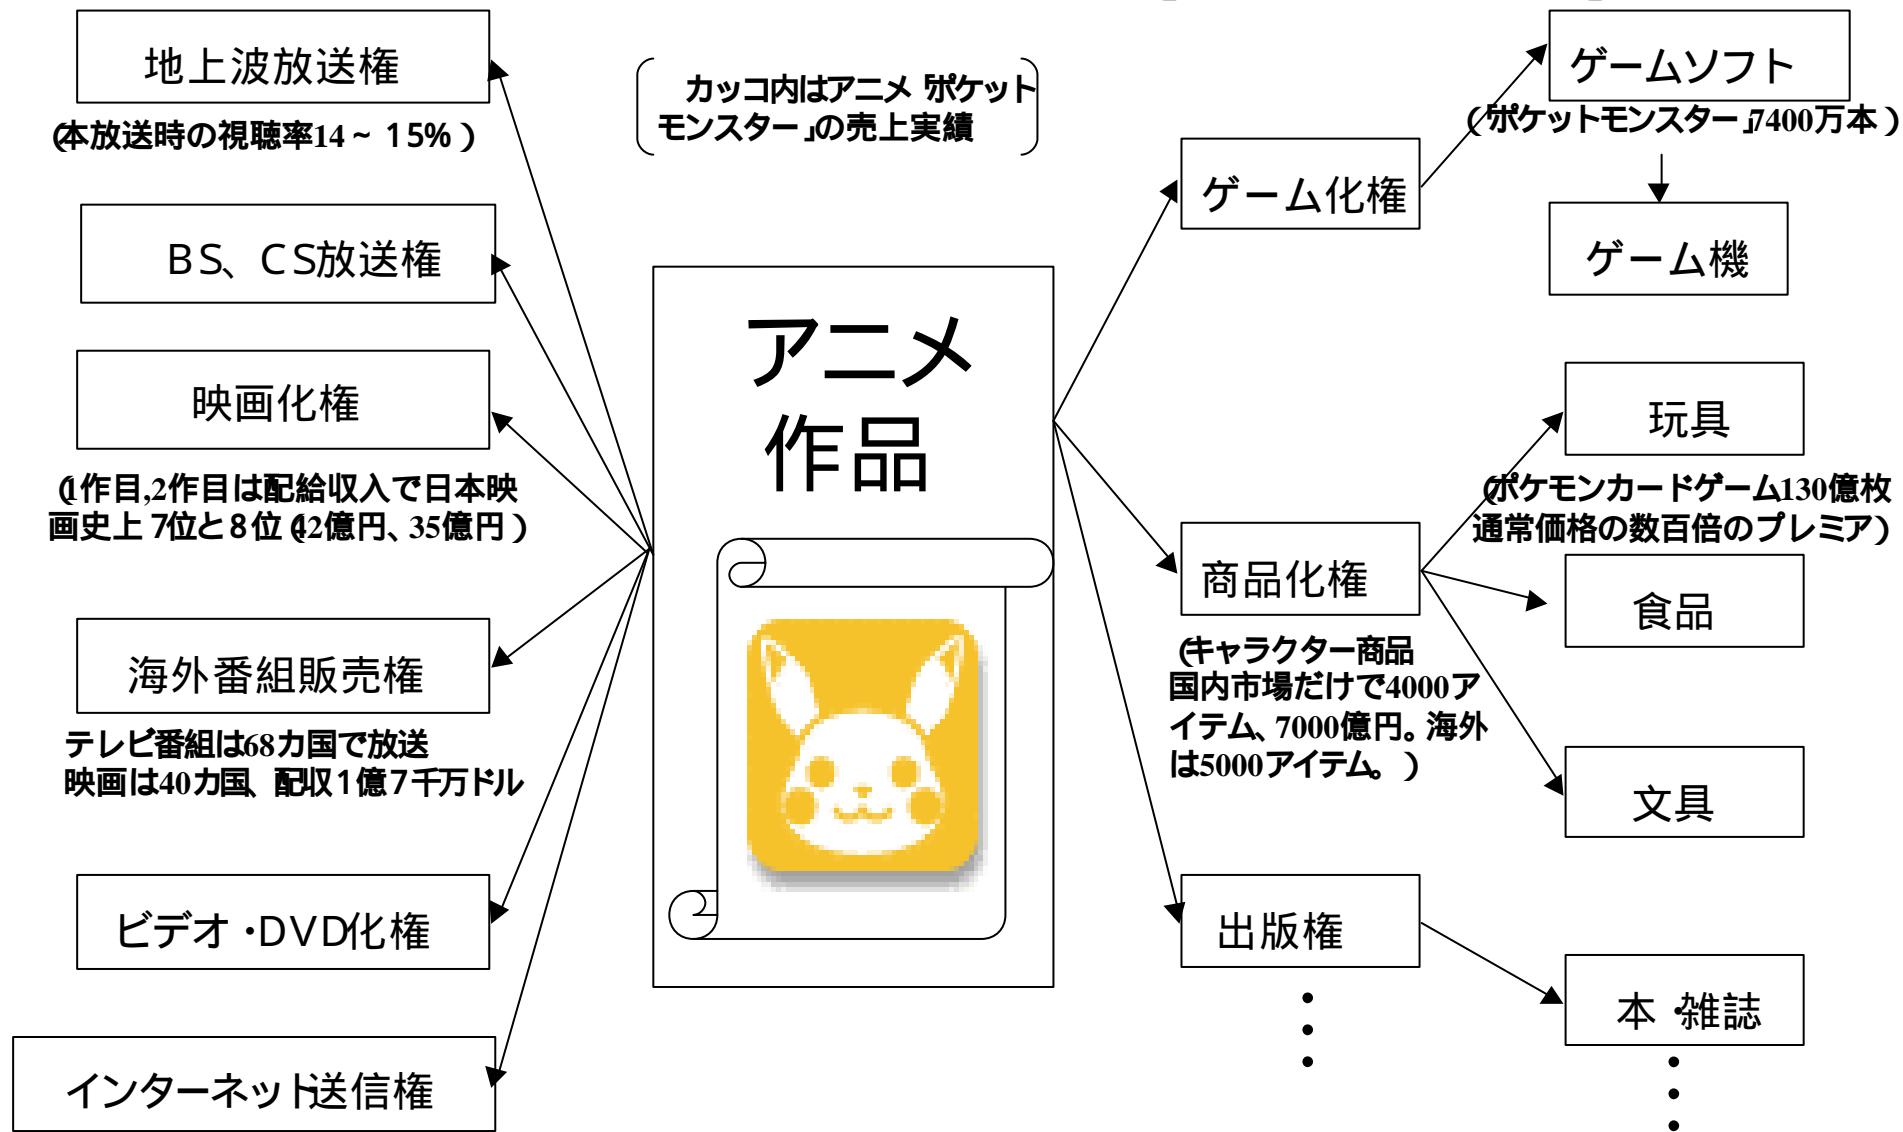 地上波放送権
(本放送時の視聴率14～15%)
BS、CS放送権
映画化権
(1作目,2作目は配給収入で日本映
画史上7位と8位(42億円、35億円)
海外番組販売権
テレビ番組は68カ国で放送
映画は40カ国、配収1億7千万ドル
ビデオ・DVD化権
インターネット送信権
カッコ内はアニメ「ポケット
モンスター」の売上実績
アニメ
作品
ゲーム化権
ゲームソフト
(「ポケットモンスター」7400万本)
ゲーム機
商品化権
(キャラクター商品
国内市場だけで4000ア
イテム、7000億円。海外
は5000アイテム。)
玩具
(ポケモンカードゲーム130億枚
通常価格の数百倍のプレミア)
食品
文具
出版権
本・雑誌